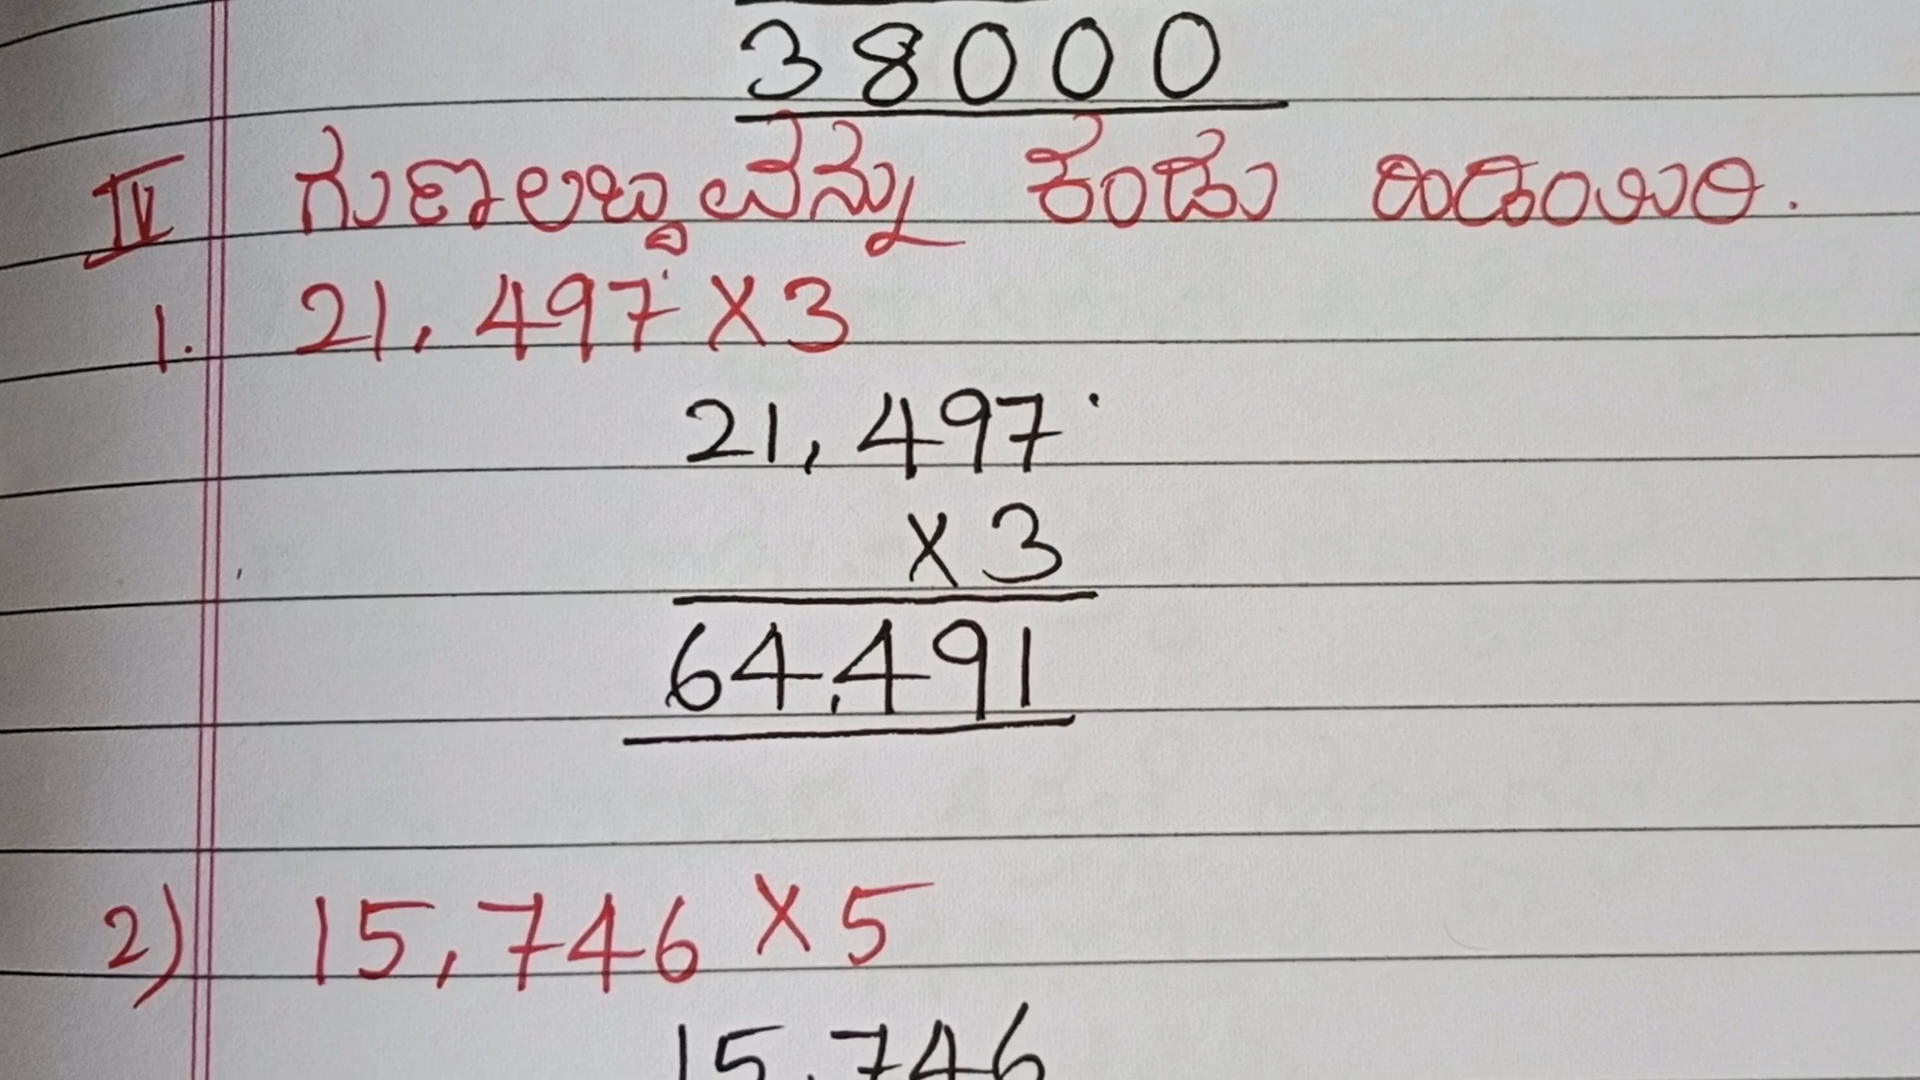 38000
IV ಗುಣಲಬ್ಧವನ್ನು ಕಂಡು ಹಿಡಿಯಿರಿ.
1. 21,497 X 3
21,497
X 3
64,491
2) 15,746 X 5
15,746